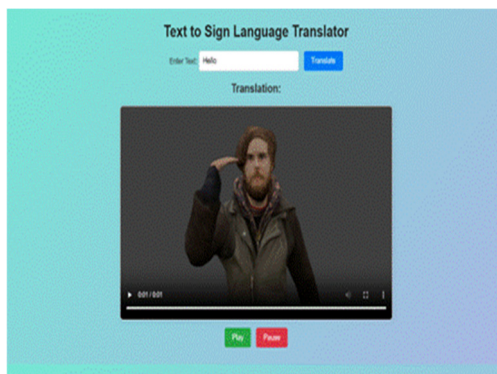 Text to Sign Language Translator
Enter Text: Hello Translate
Translation:
0:01 / 0:01
Play Pause